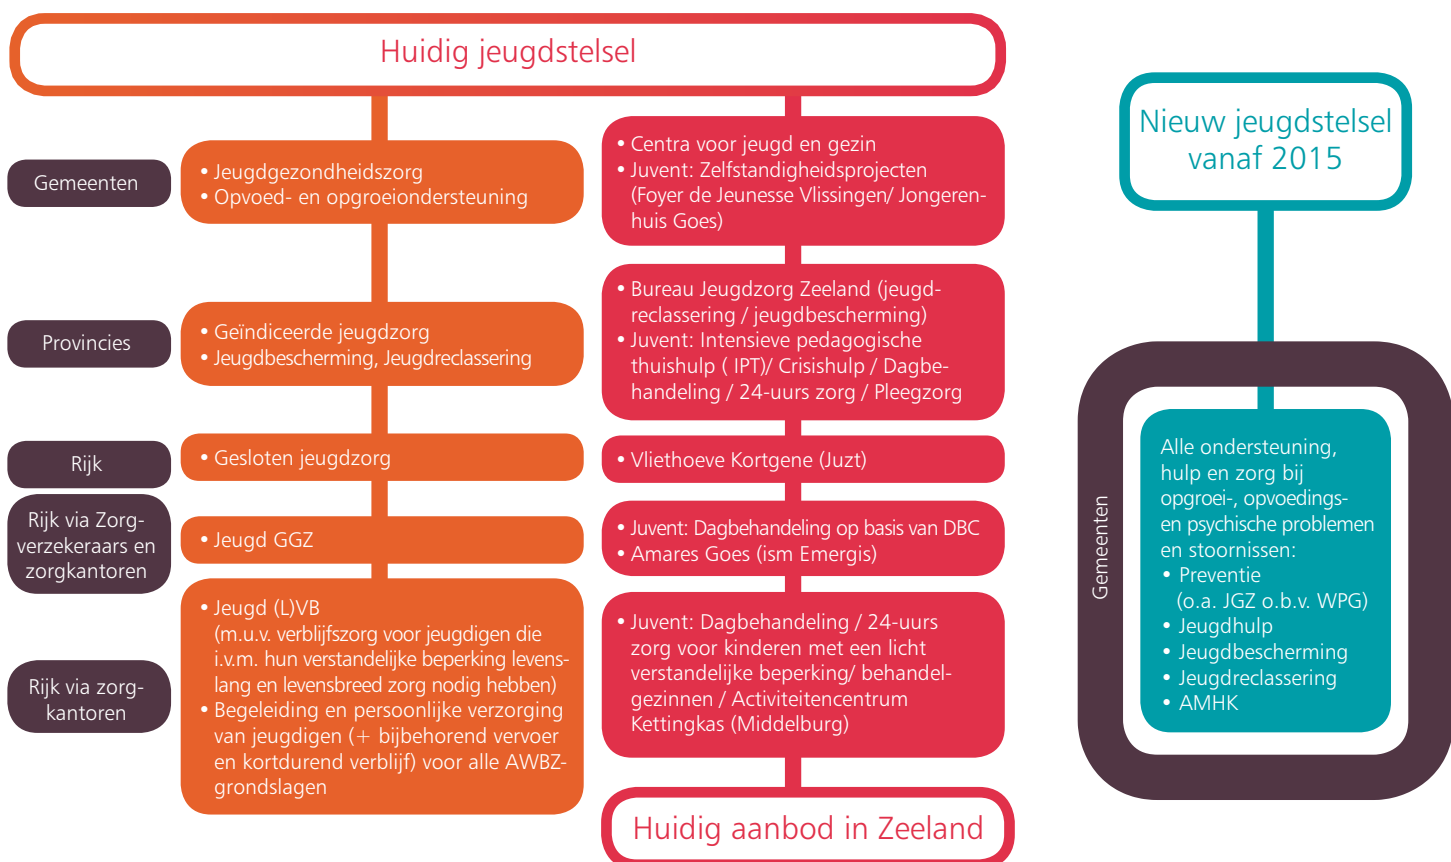 Huidig jeugdstelsel
Gemeenten
• Jeugdgezondheidszorg
• Opvoed- en opgroeiondersteuning
• Centra voor jeugd en gezin
• Juvent: Zelfstandigheidsprojecten
(Foyer de Jeunesse Vlissingen/ Jongeren-
huis Goes)
Provincies
• Geïndiceerde jeugdzorg
• Jeugdbescherming, Jeugdreclassering
• Bureau Jeugdzorg Zeeland (jeugd-
reclassering / jeugdbescherming)
• Juvent: Intensieve pedagogische
thuishulp ( IPT)/ Crisishulp / Dagbe-
handeling / 24-uurs zorg / Pleegzorg
Rijk
• Gesloten jeugdzorg
• Vliethoeve Kortgene (Juzt)
Rijk via Zorg-
verzekeraars en
zorgkantoren
• Jeugd GGZ
• Juvent: Dagbehandeling op basis van DBC
• Amares Goes (ism Emergis)
Rijk via zorg-
kantoren
• Jeugd (L)VB
(m.u.v. verblijfszorg voor jeugdigen die
i.v.m. hun verstandelijke beperking levens-
lang en levensbreed zorg nodig hebben)
• Begeleiding en persoonlijke verzorging
van jeugdigen (+ bijbehorend vervoer
en kortdurend verblijf) voor alle AWBZ-
grondslagen
• Juvent: Dagbehandeling / 24-uurs
zorg voor kinderen met een licht
verstandelijke beperking/ behandel-
gezinnen / Activiteitencentrum
Kettingkas (Middelburg)
Huidig aanbod in Zeeland
Nieuw jeugdstelsel
vanaf 2015
Gemeenten
Alle ondersteuning,
hulp en zorg bij
opgroei-, opvoedings-
en psychische problemen
en stoornissen:
• Preventie
(o.a. JGZ o.b.v. WPG)
• Jeugdhulp
• Jeugdbescherming
• Jeugdreclassering
• AMHK